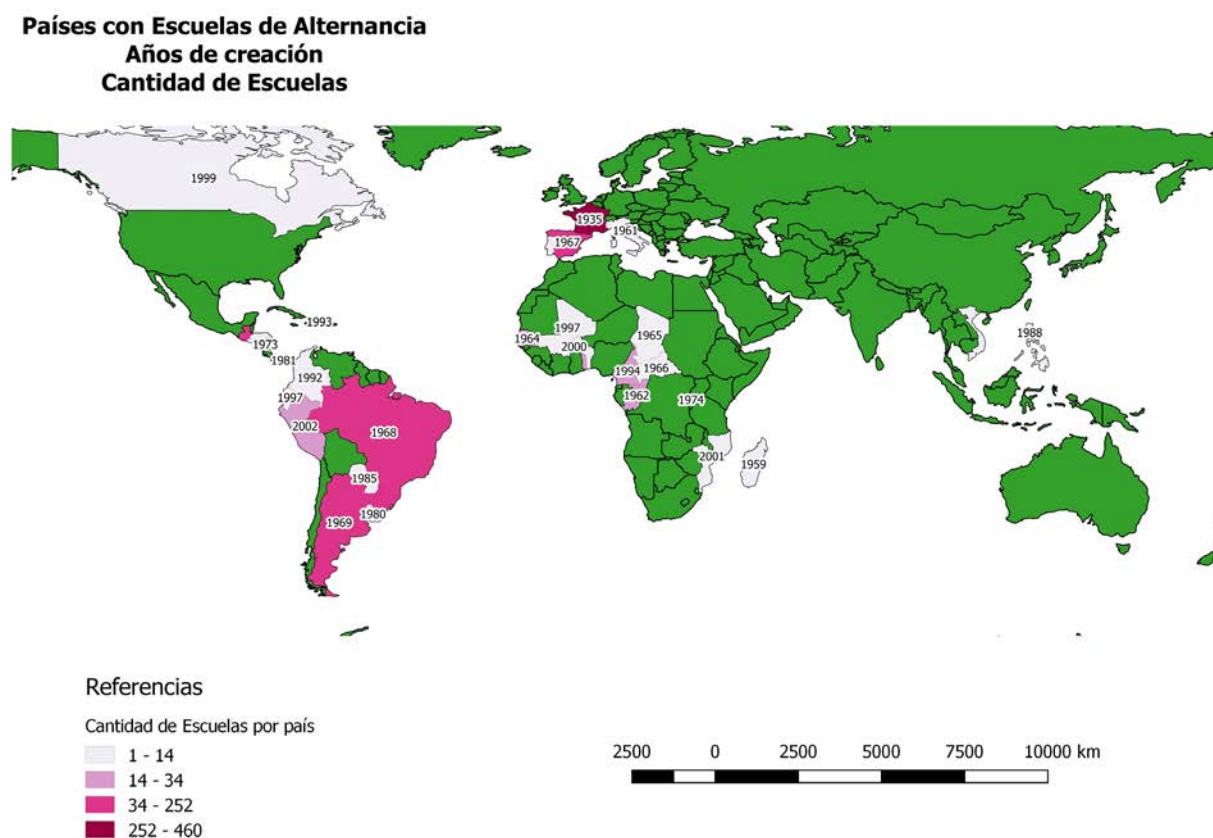 Países con Escuelas de Alternancia
Años de creación
Cantidad de Escuelas
1999
1935
1961
1967
1993
1997
1965
1964
1973
2000
1988
1981
1966
1994
1992
1997
1962
1974
2002
1968
2001
1959
1985
1980
1969
Referencias
Cantidad de Escuelas por país
1 - 14
14 - 34
34 - 252
252 - 460
2500 0 2500 5000 7500 10000 km